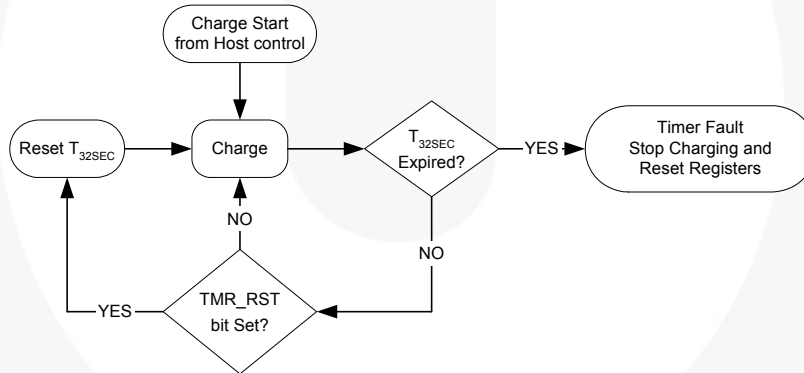 Charge Start
from Host control
Reset T32SEC
Charge
T32SEC
Expired?
YES
Timer Fault
Stop Charging and
Reset Registers
NO
NO
YES
TMR_RST
bit Set?